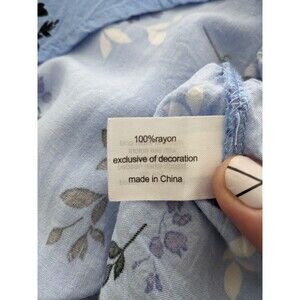 100%rayon
exclusive of decoration
made in China